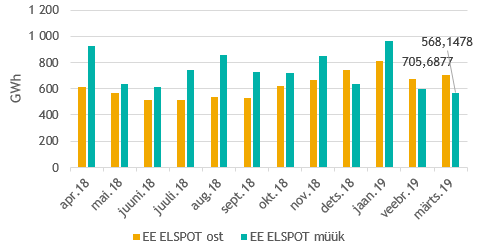 1 200
1 000
800
600
400
200
0
GWh
568,1478
705,6877
apr.18
mai.18
juuni.18
juuli.18
aug.18
sept.18
okt.18
nov.18
dets.18
jaan.19
veebr.19
märts.19
EE ELSPOT ost
EE ELSPOT müük